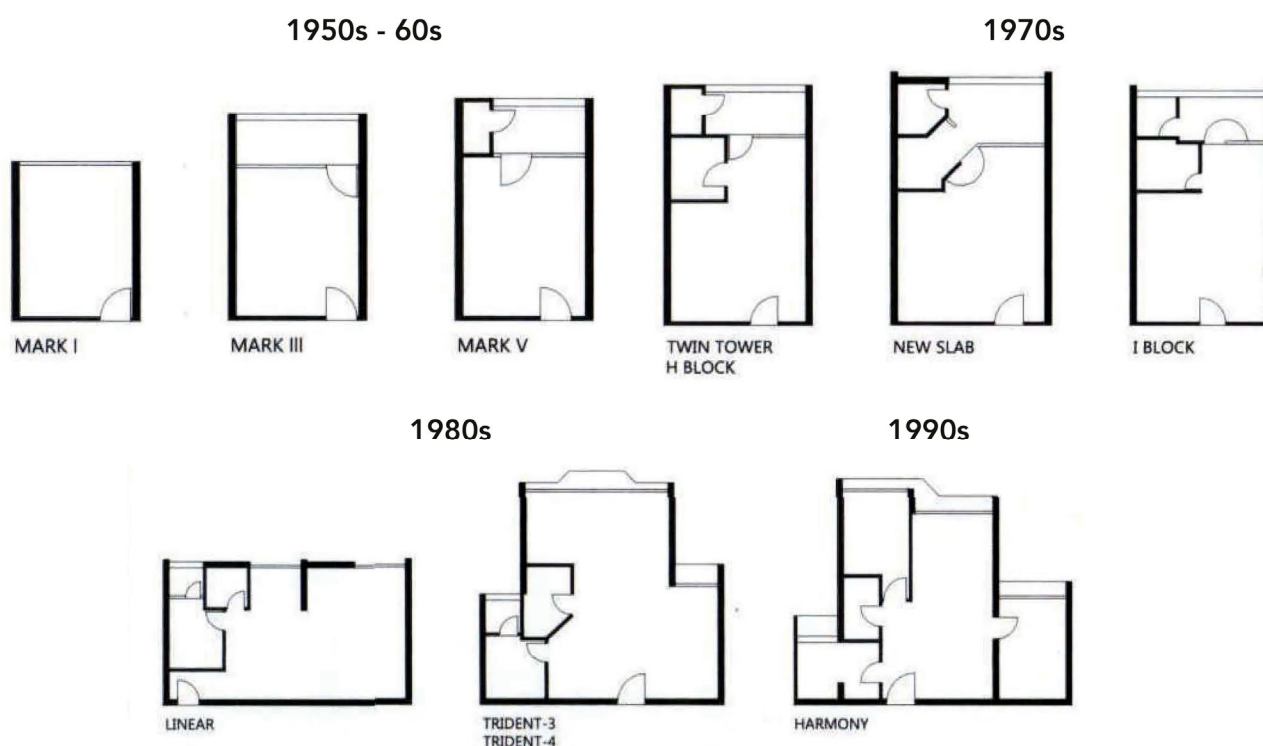 1950s - 60s
1970s
MARK I
MARK III
MARK V
TWIN TOWER
H BLOCK
NEW SLAB
I BLOCK
1980s
1990s
LINEAR
TRIDENT-3
TRIDENT-4
HARMONY